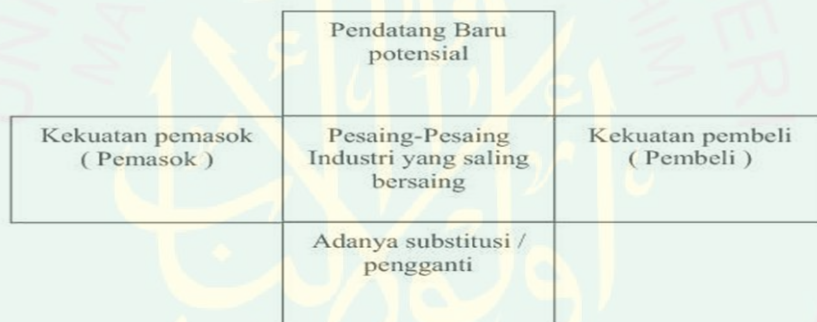 Pendatang Baru
potensial
Kekuatan pemasok
( Pemasok )
Pesaing-Pesaing
Industri yang saling
bersaing
Kekuatan pembeli
( Pembeli )
Adanya substitusi /
pengganti